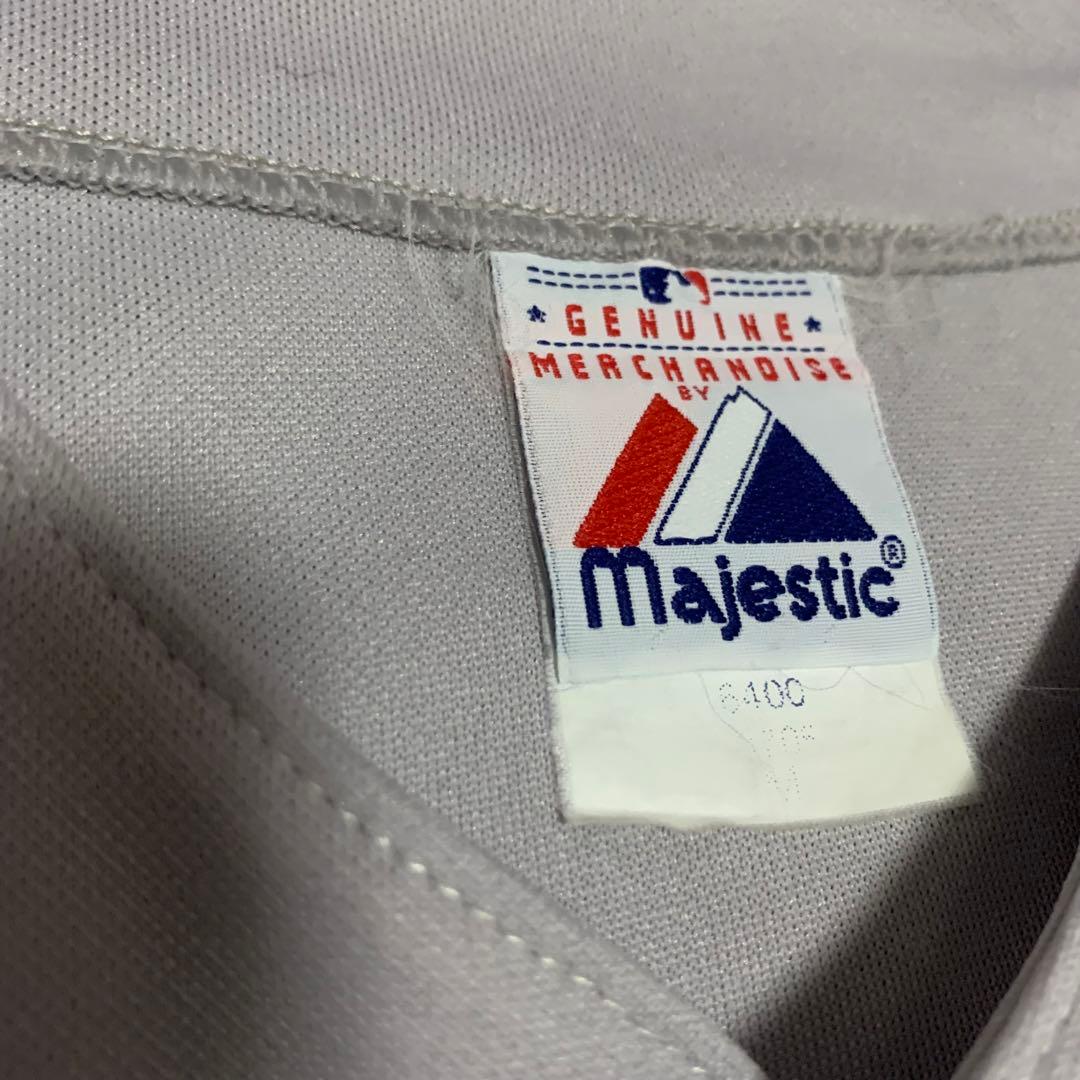 GENUINE
MERCHANDISE
BY
Majestic®
6400